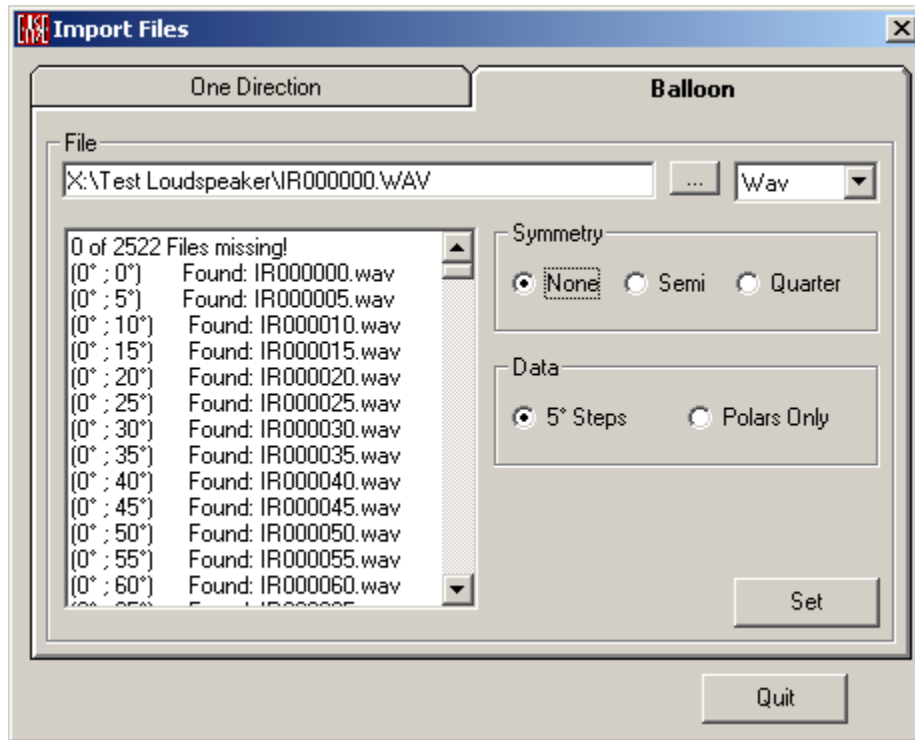 EASE Import Files
One Direction
Balloon
File
X:\Test Loudspeaker\IR000000.WAV
...
Wav
0 of 2522 Files missing!
(0° ; 0°) Found: IR000000.wav
(0° ; 5°) Found: IR000005.wav
(0° ; 10°) Found: IR000010.wav
(0° ; 15°) Found: IR000015.wav
(0° ; 20°) Found: IR000020.wav
(0° ; 25°) Found: IR000025.wav
(0° ; 30°) Found: IR000030.wav
(0° ; 35°) Found: IR000035.wav
(0° ; 40°) Found: IR000040.wav
(0° ; 45°) Found: IR000045.wav
(0° ; 50°) Found: IR000050.wav
(0° ; 55°) Found: IR000055.wav
(0° ; 60°) Found: IR000060.wav
Symmetry
None Semi Quarter
Data
5° Steps Polars Only
Set
Quit